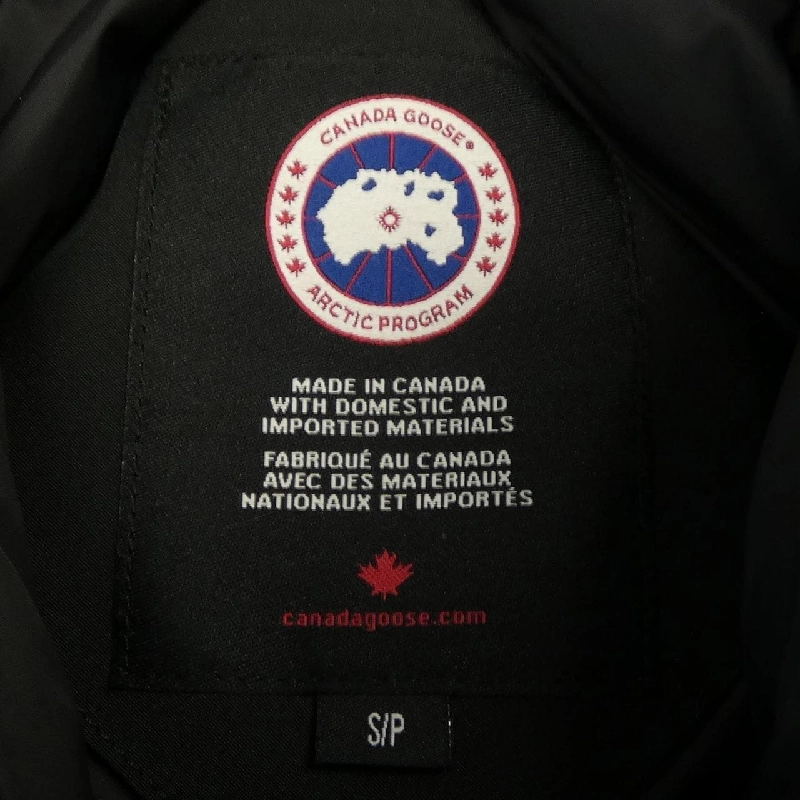 CANADA GOOSE®
ARCTIC PROGRAM
MADE IN CANADA
WITH DOMESTIC AND
IMPORTED MATERIALS
FABRIQUÉ AU CANADA
AVEC DES MATERIAUX
NATIONAUX ET IMPORTÉS
canadagoose.com
S/P